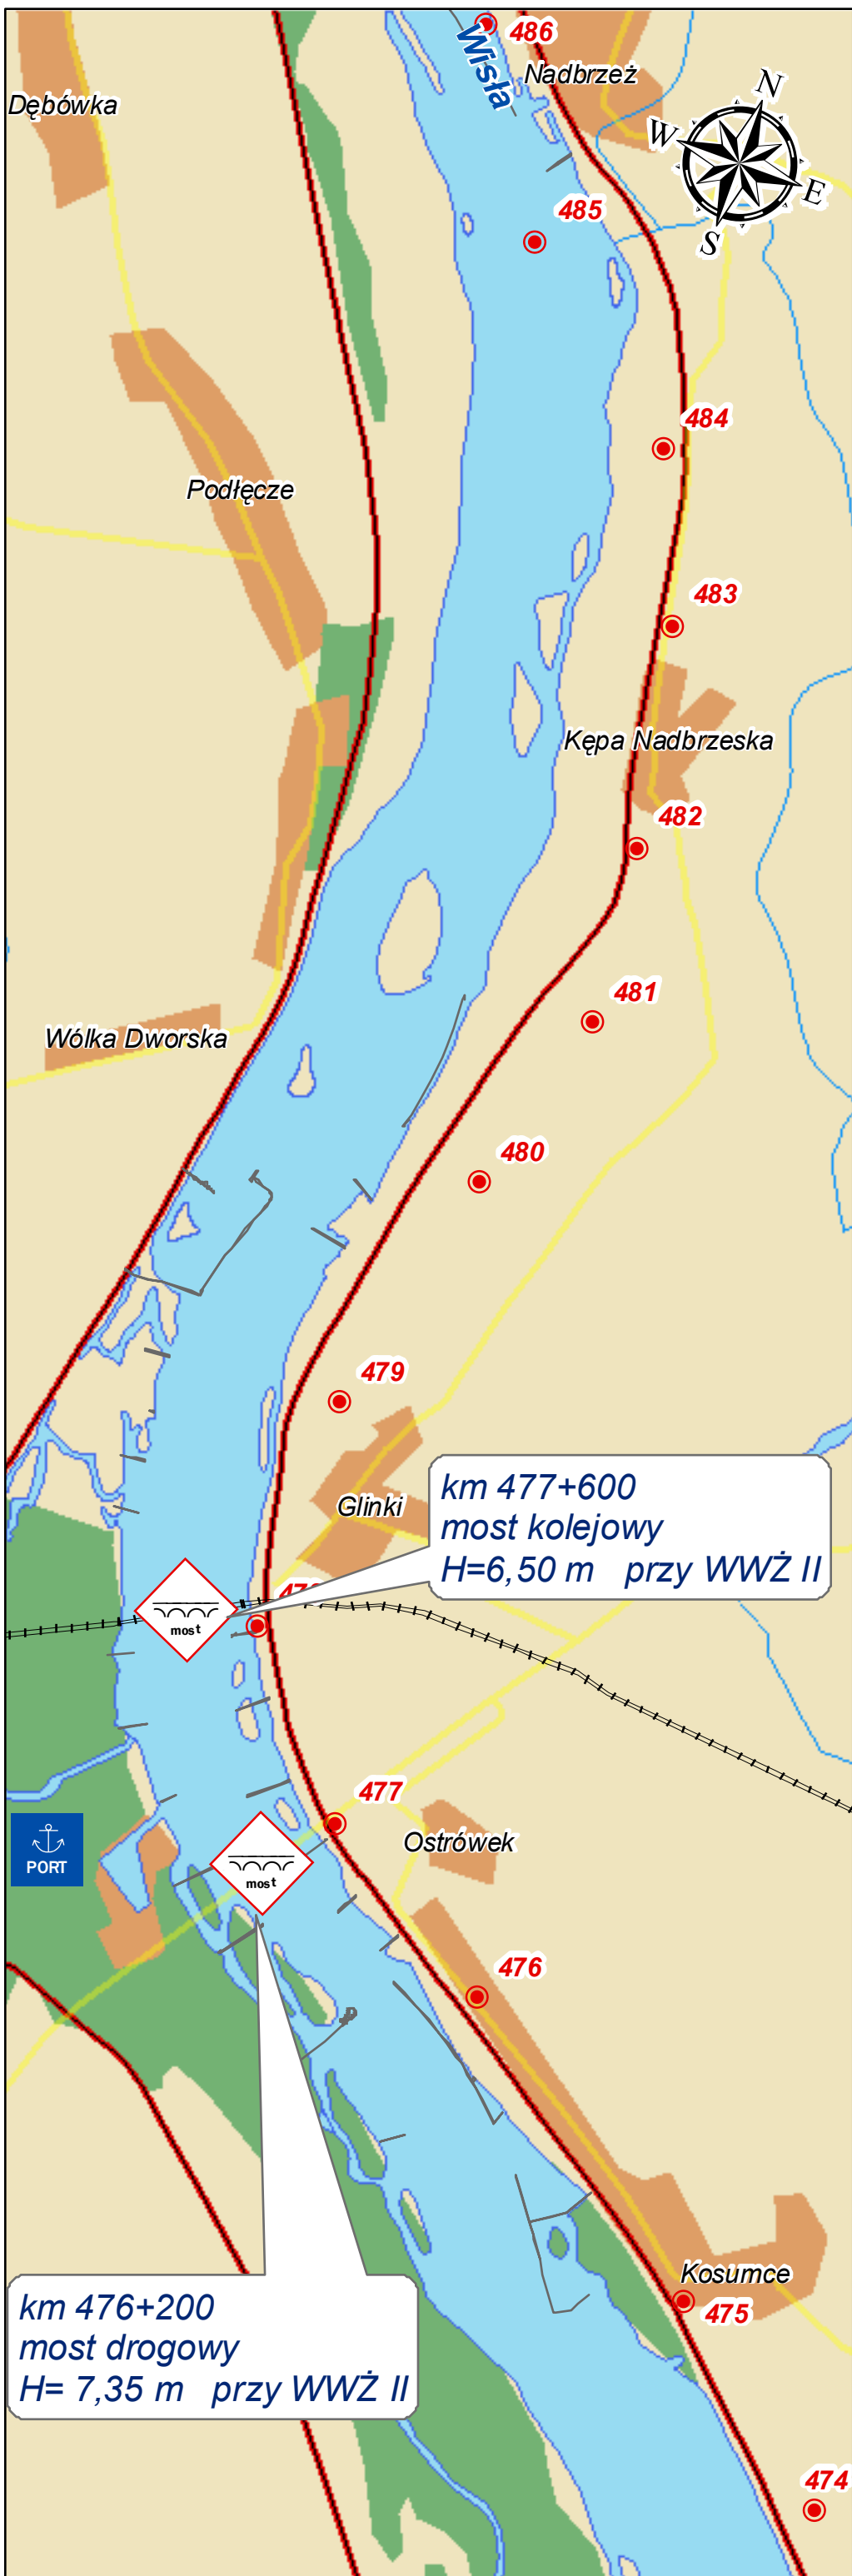 486
Wisła
Nadbrzeż
Dębówka
N
W
E
S
485
484
Podłęcze
483
Kępa Nadbrzeska
482
481
Wólka Dworska
480
479
km 477+600
most kolejowy
H=6,50 m przy WWŻ II
Glinki
most
477
PORT
Ostrówek
most
476
Kosumce
475
km 476+200
most drogowy
H= 7,35 m przy WWŻ II
474